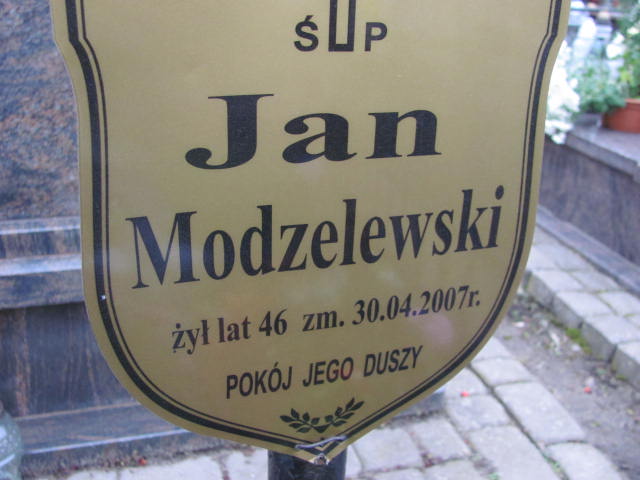 Ś P
Jan
Modzelewski
żył lat 46 zm. 30.04.2007r.
POKÓJ JEGO DUSZY